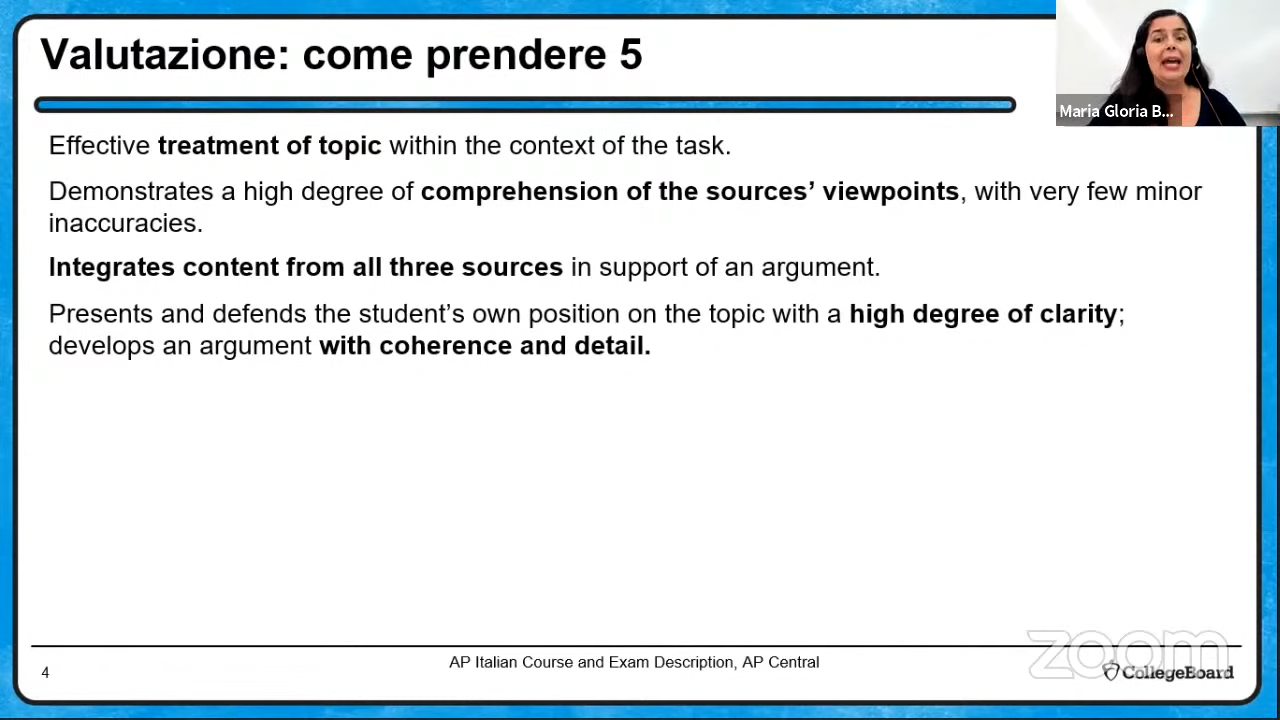 Valutazione: come prendere 5
Maria Gloria B...
Effective treatment of topic within the context of the task.
Demonstrates a high degree of comprehension of the sources’ viewpoints, with very few minor
inaccuracies.
Integrates content from all three sources in support of an argument.
Presents and defends the student’s own position on the topic with a high degree of clarity;
develops an argument with coherence and detail.
zoom
4
AP Italian Course and Exam Description, AP Central
CollegeBoard